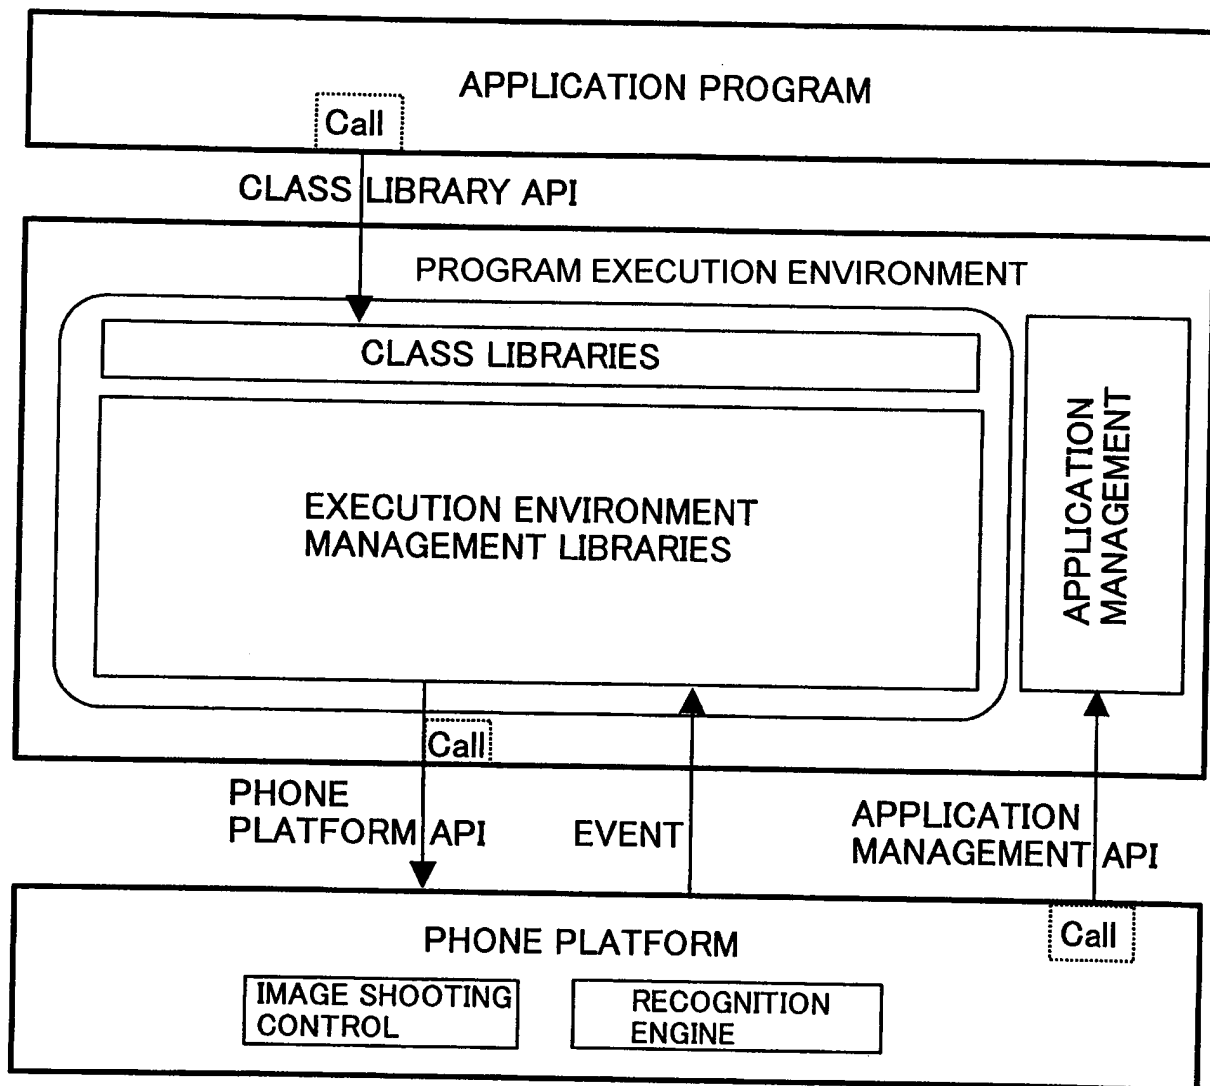 APPLICATION PROGRAM
Call
CLASS LIBRARY API
PROGRAM EXECUTION ENVIRONMENT
CLASS LIBRARIES
EXECUTION ENVIRONMENT
MANAGEMENT LIBRARIES
APPLICATION
MANAGEMENT
Call
PHONE
PLATFORM API
EVENT
APPLICATION
MANAGEMENT API
Call
PHONE PLATFORM
IMAGE SHOOTING
CONTROL
RECOGNITION
ENGINE